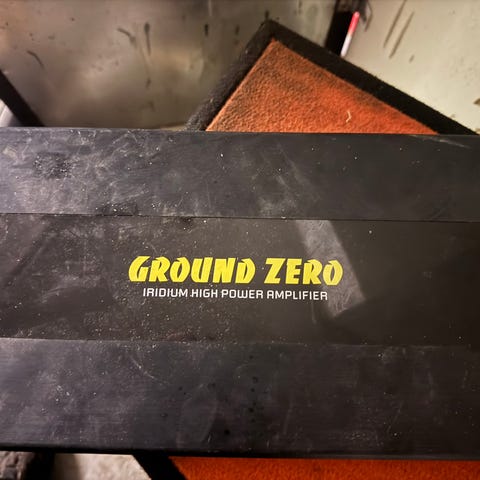 GROUND ZERO
IRIDIUM HIGH POWER AMPLIFIER